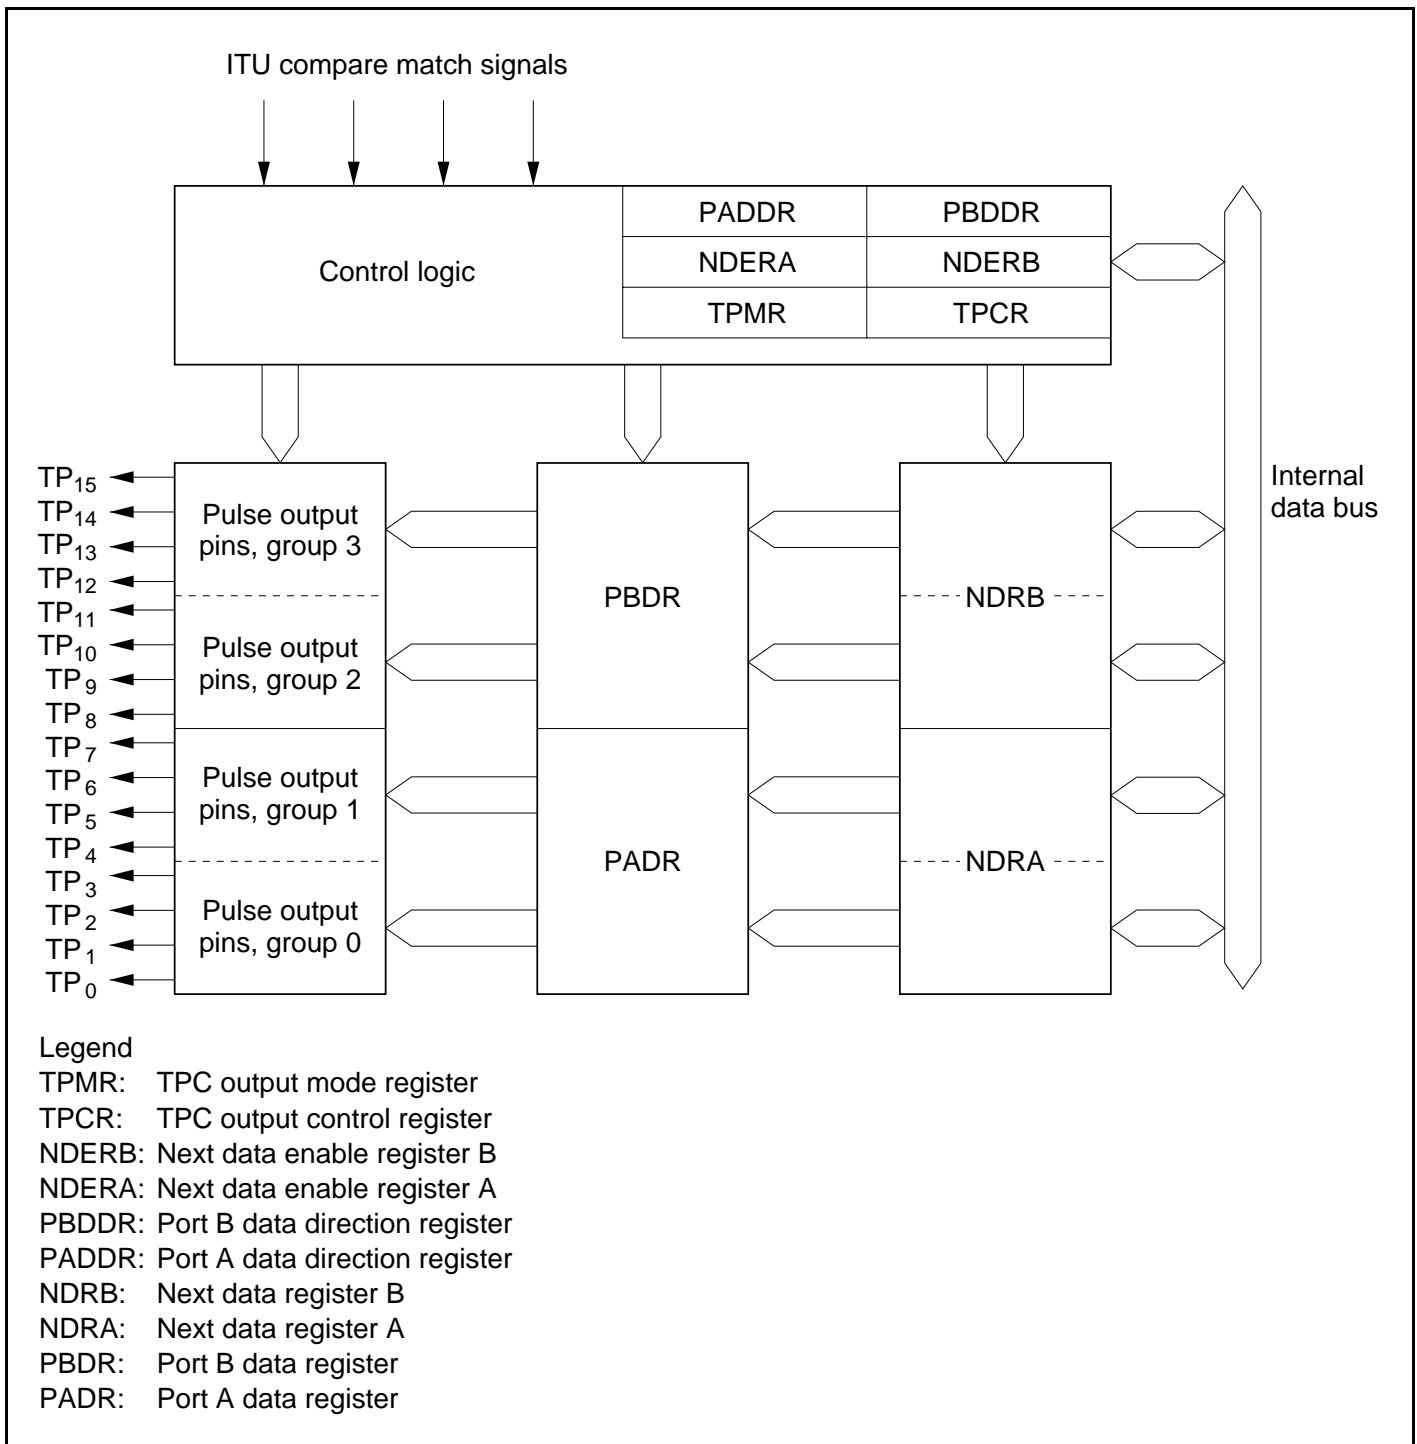 ITU compare match signals
PADDR PBDDR
Control logic NDERA NDERB
TPMR TPCR
Internal
data bus
TP15
TP14
TP13
TP12
TP11
TP10
TP9
TP8
TP7
TP6
TP5
TP4
TP3
TP2
TP1
TP0
Pulse output
pins, group 3
Pulse output
pins, group 2
Pulse output
pins, group 1
Pulse output
pins, group 0
PBDR
PADR
NDRB
NDRA
Legend
TPMR: TPC output mode register
TPCR: TPC output control register
NDERB: Next data enable register B
NDERA: Next data enable register A
PBDDR: Port B data direction register
PADDR: Port A data direction register
NDRB: Next data register B
NDRA: Next data register A
PBDR: Port B data register
PADR: Port A data register